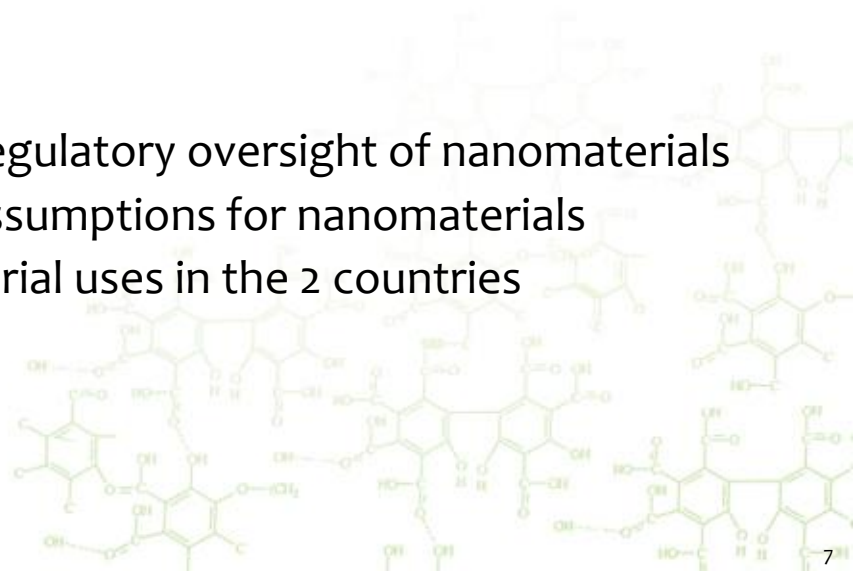 egulatory oversight of nanomaterials
ssumptions for nanomaterials
rial uses in the 2 countries
7